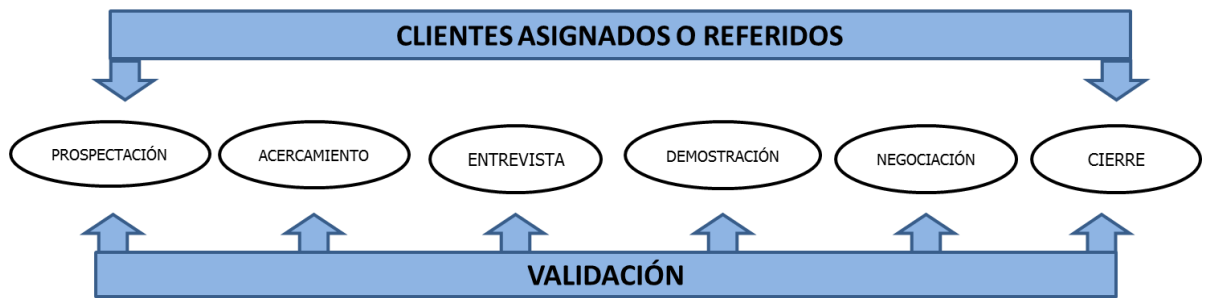 CLIENTES ASIGNADOS O REFERIDOS
PROSPECTACIÓN
ACERCAMIENTO
ENTREVISTA
DEMOSTRACIÓN
NEGOCIACIÓN
CIERRE
VALIDACIÓN